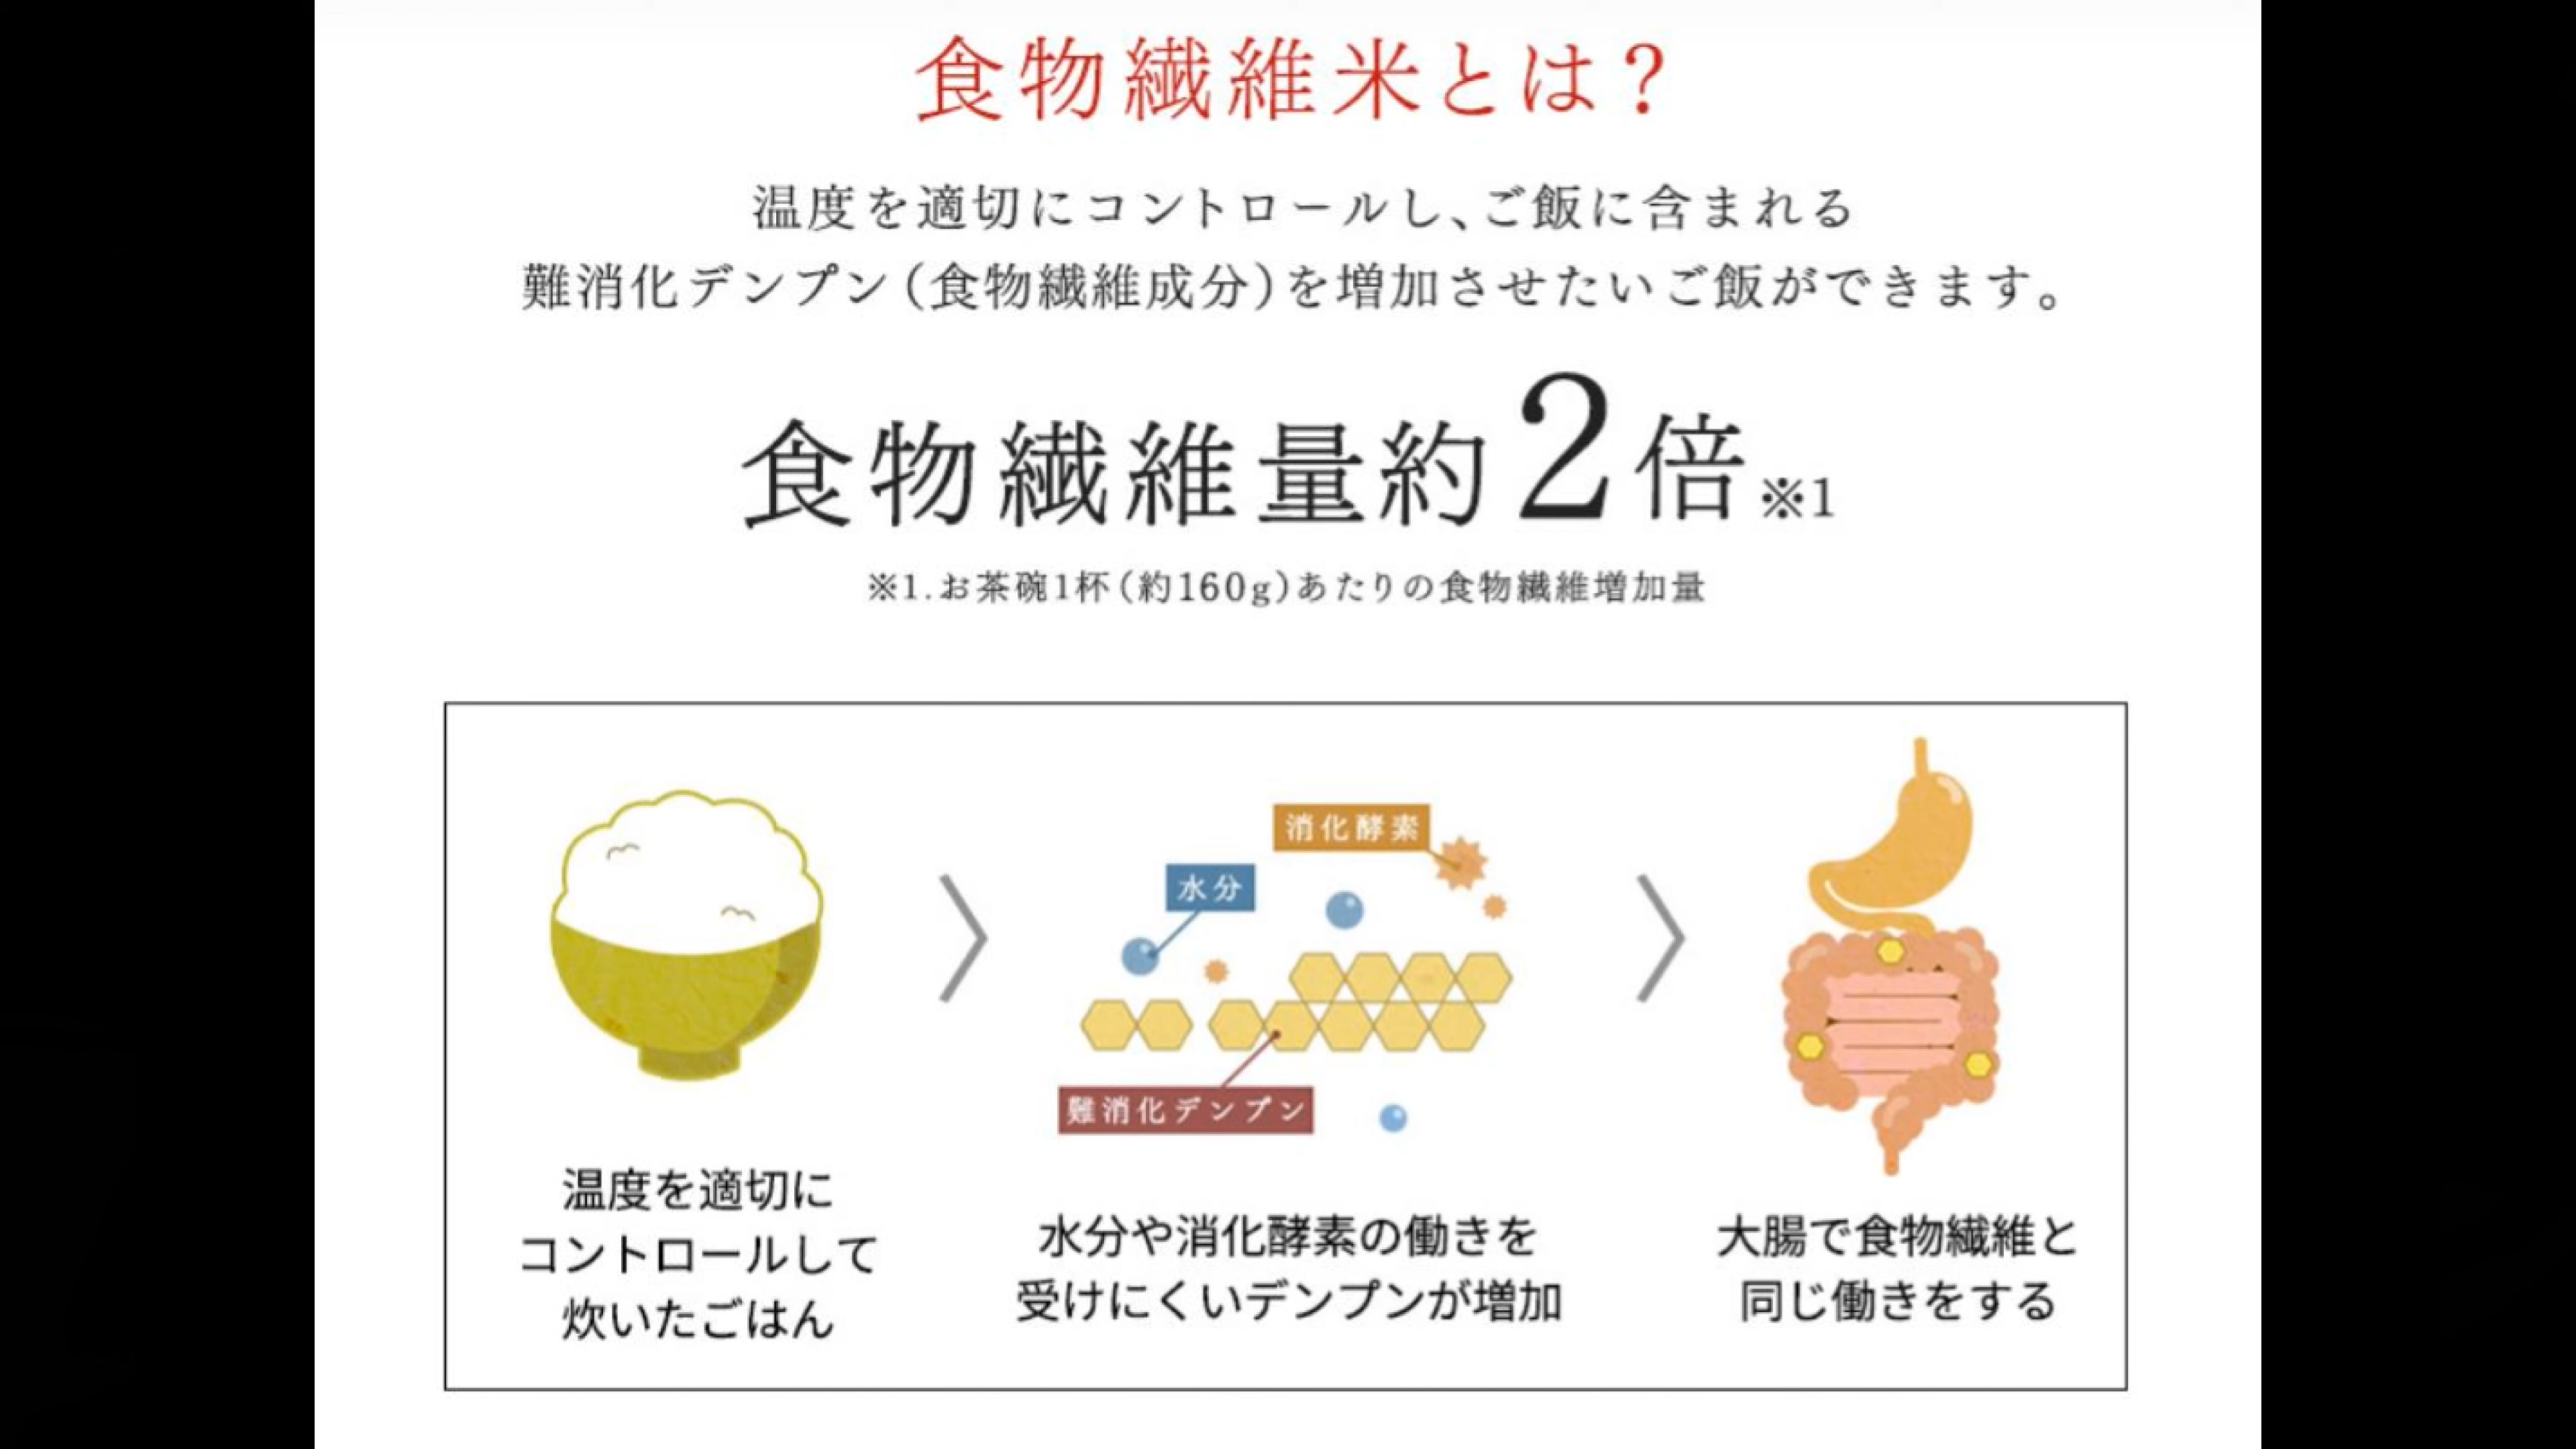 食物繊維米とは?
温度を適切にコントロールし、ご飯に含まれる
難消化デンプン(食物繊維成分)を増加させたいご飯ができます。
食物繊維量約2倍※1
※1.お茶碗1杯(約160g)あたりの食物繊維増加量
消化酵素
水分
難消化デンプン
温度を適切に
コントロールして
炊いたごはん
水分や消化酵素の働きを
受けにくいデンプンが増加
大腸で食物繊維と
同じ働きをする